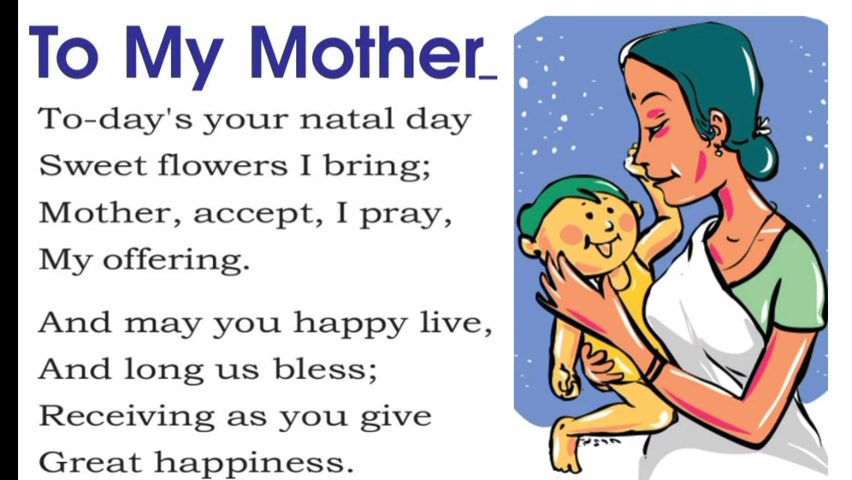 To My Mother_
To-day's your natal day
Sweet flowers I bring;
Mother, accept, I pray,
My offering.
And may you happy live,
And long us bless;
Receiving as you give
Great happiness.